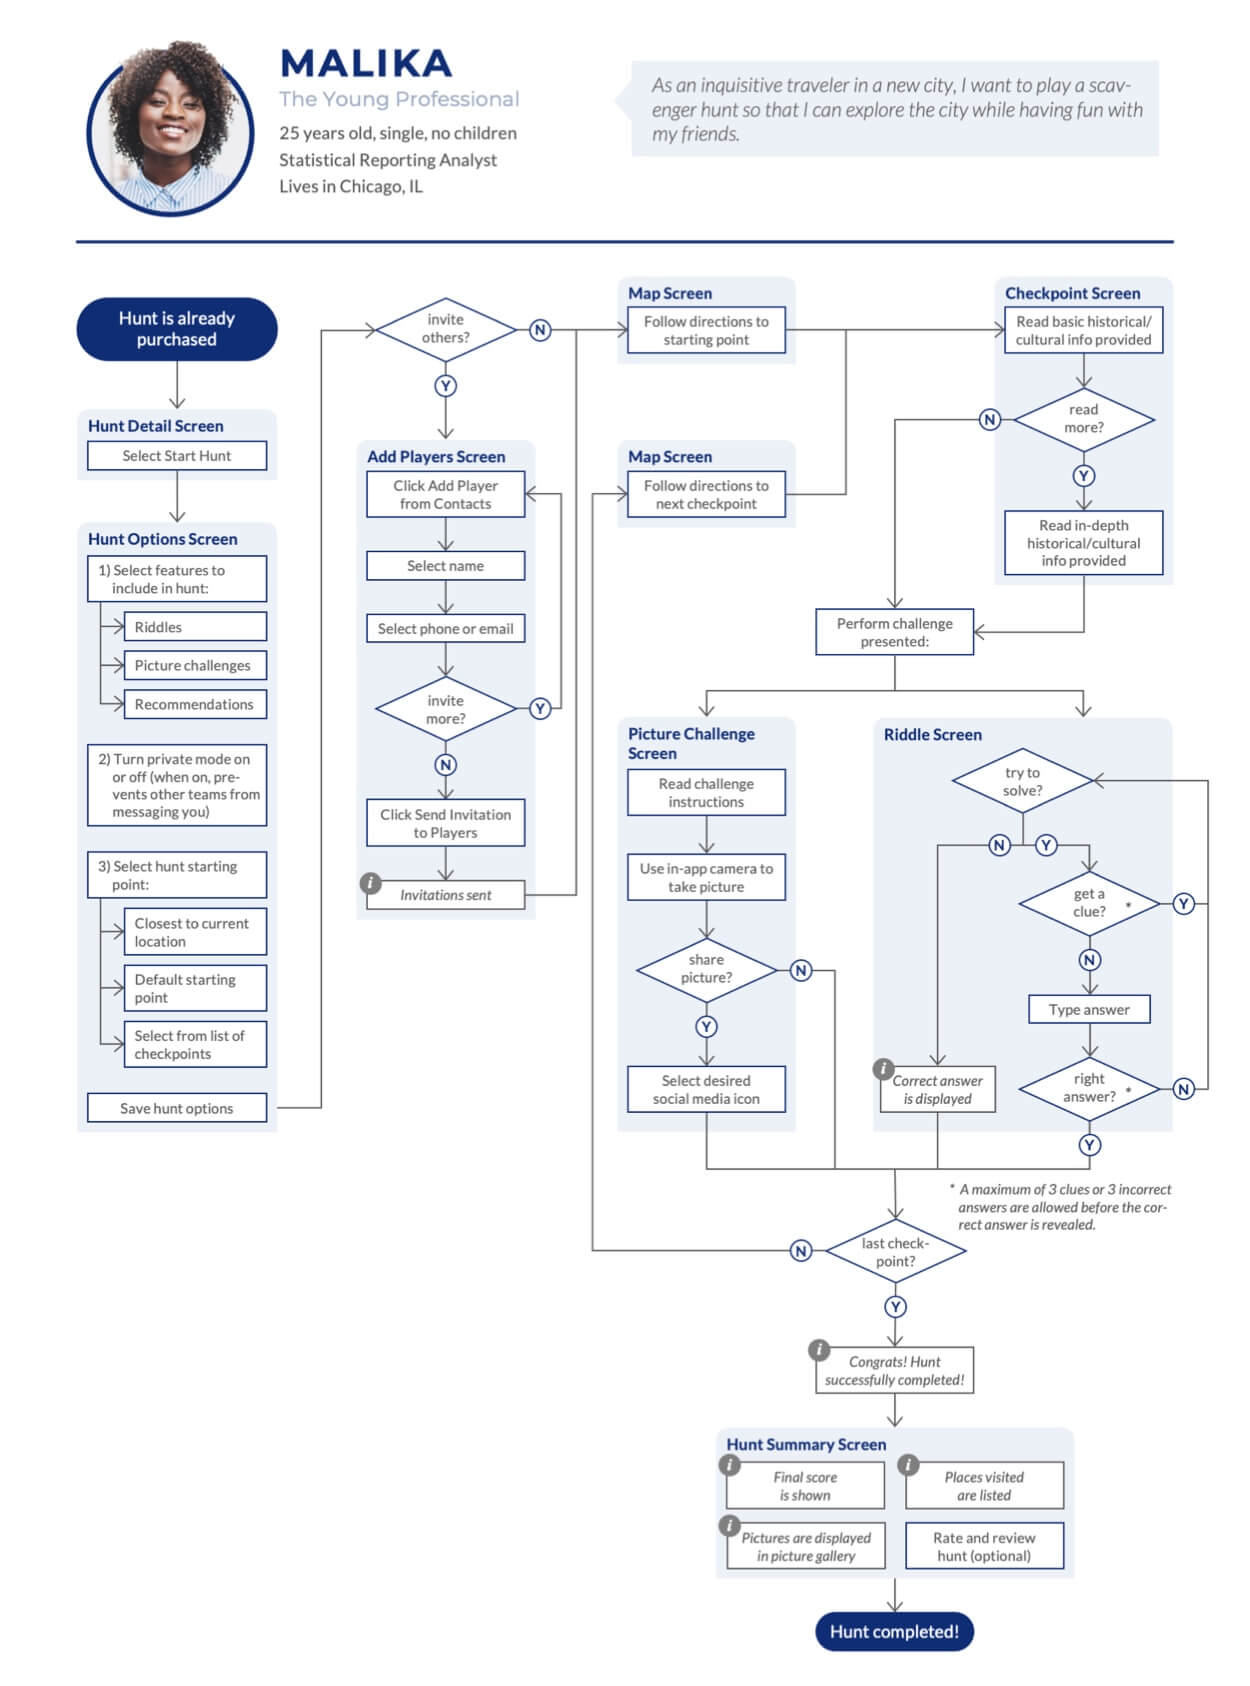 MALIKA
The Young Professional
25 years old, single, no children
Statistical Reporting Analyst
Lives in Chicago, IL
As an inquisitive traveler in a new city, I want to play a scav-
enger hunt so that I can explore the city while having fun with
my friends.
Hunt is already
purchased
Hunt Detail Screen
Select Start Hunt
Hunt Options Screen
1) Select features to
include in hunt:
Riddles
Picture challenges
Recommendations
2) Turn private mode on
or off (when on, pre-
vents other teams from
messaging you)
3) Select hunt starting
point:
Closest to current
location
Default starting
point
Select from list of
checkpoints
Save hunt options
invite
others?
N
Y
Add Players Screen
Click Add Player
from Contacts
Select name
Select phone or email
invite
more?
Y
N
Click Send Invitation
to Players
i
Invitations sent
Map Screen
Follow directions to
starting point
Map Screen
Follow directions to
next checkpoint
Checkpoint Screen
Read basic historical/
cultural info provided
read
more?
N
Y
Read in-depth
historical/cultural
info provided
Perform challenge
presented:
Picture Challenge
Screen
Read challenge
instructions
Use in-app camera to
take picture
share
picture?
N
Y
Select desired
social media icon
Riddle Screen
try to
solve?
N
Y
get a
clue? *
Y
N
Type answer
right
answer? *
N
Y
i
Correct answer
is displayed
* A maximum of 3 clues or 3 incorrect
answers are allowed before the cor-
rect answer is revealed.
last check-
point?
N
Y
i
Congrats! Hunt
successfully completed!
Hunt Summary Screen
i
Final score
is shown
i
Places visited
are listed
i
Pictures are displayed
in picture gallery
Rate and review
hunt (optional)
Hunt completed!